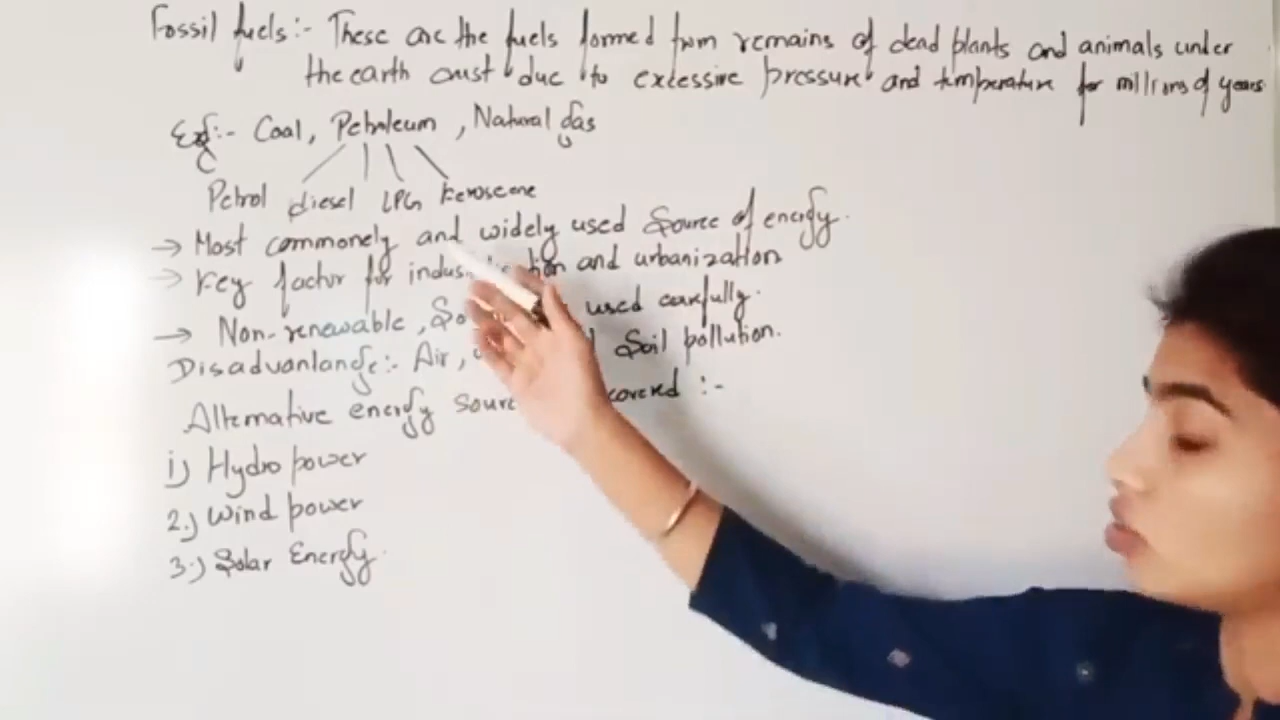 Fossil fuels:- These are the fuels formed from remains of dead plants and animals under
the earth crust due to excessive pressure and temperature for millions of years
Eg:- Coal, Petroleum, Natural Gas
Petrol diesel LPG Kerosene
→ Most commonely and widely used source of energy.
→ Key factor for and urbanization
→ Non-renewable, used carefully.
Disadvantange:- Air, Soil pollution.
Alternative energy :-
1) Hydro power
2.) Wind power
3.) Solar Energy.